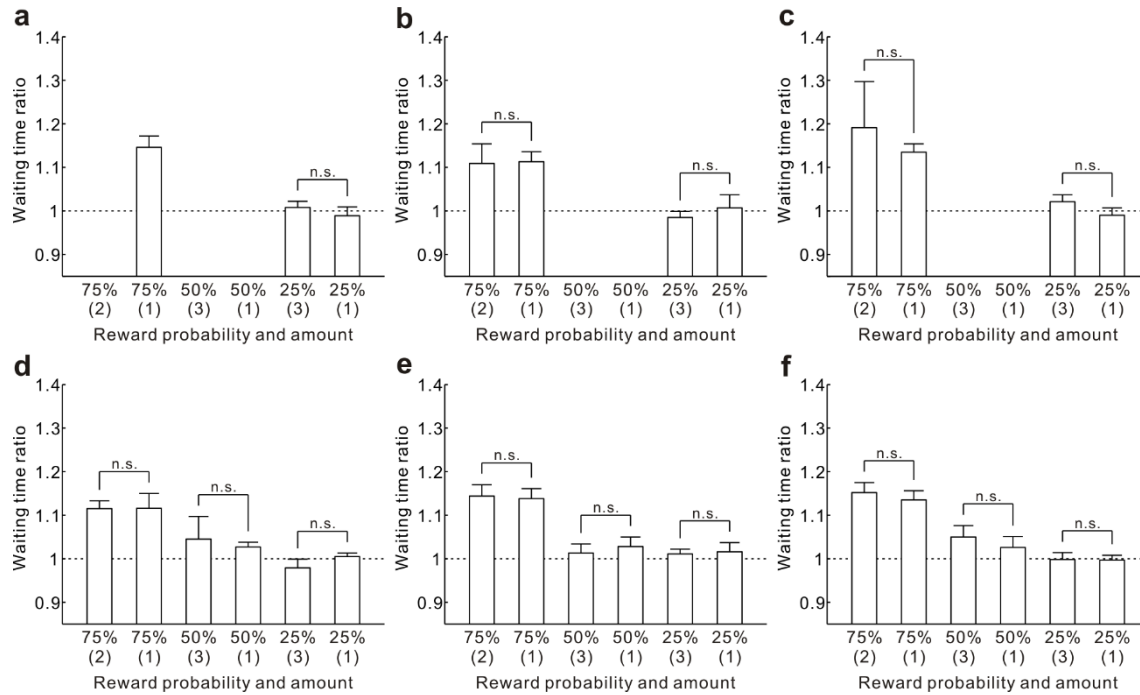 a
Waiting time ratio
1.4
1.3
1.2
1.1
1
0.9
n.s.
75% 75% 50% 50% 25% 25%
(2) (1) (3) (1) (3) (1)
Reward probability and amount
b
Waiting time ratio
1.4
1.3
1.2
1.1
1
0.9
n.s.
n.s.
75% 75% 50% 50% 25% 25%
(2) (1) (3) (1) (3) (1)
Reward probability and amount
c
Waiting time ratio
1.4
1.3
1.2
1.1
1
0.9
n.s.
n.s.
75% 75% 50% 50% 25% 25%
(2) (1) (3) (1) (3) (1)
Reward probability and amount
d
Waiting time ratio
1.4
1.3
1.2
1.1
1
0.9
n.s.
n.s.
n.s.
75% 75% 50% 50% 25% 25%
(2) (1) (3) (1) (3) (1)
Reward probability and amount
e
Waiting time ratio
1.4
1.3
1.2
1.1
1
0.9
n.s.
n.s.
n.s.
75% 75% 50% 50% 25% 25%
(2) (1) (3) (1) (3) (1)
Reward probability and amount
f
Waiting time ratio
1.4
1.3
1.2
1.1
1
0.9
n.s.
n.s.
n.s.
75% 75% 50% 50% 25% 25%
(2) (1) (3) (1) (3) (1)
Reward probability and amount